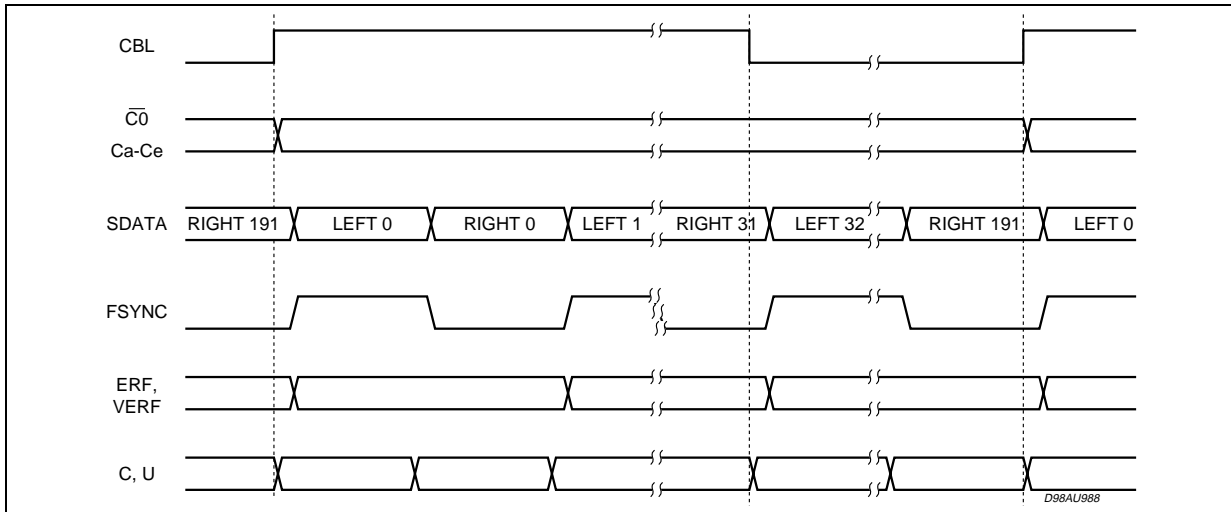 CBL
C0
Ca-Ce
SDATA RIGHT 191 LEFT 0 RIGHT 0 LEFT 1 RIGHT 31 LEFT 32 RIGHT 191 LEFT 0
FSYNC
ERF,
VERF
C, U
D98AU988